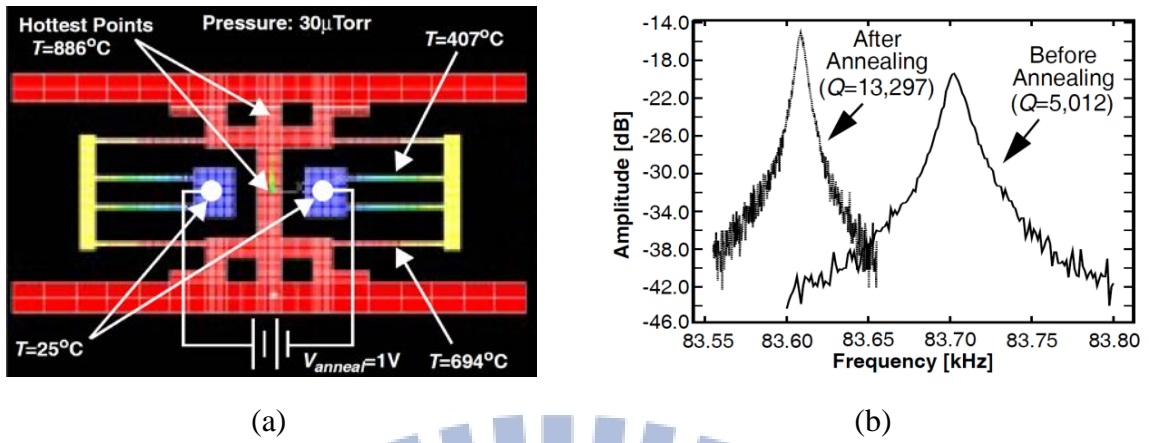 Hottest Points
T=886°C
Pressure: 30μTorr
T=407°C
T=25°C
Vanneal=1V
T=694°C
(a)
Amplitude [dB]
-14.0
-18.0
-22.0
-26.0
-30.0
-34.0
-38.0
-42.0
-46.0
After
Annealing
(Q=13,297)
Before
Annealing
(Q=5,012)
83.55 83.60 83.65 83.70 83.75 83.80
Frequency [kHz]
(b)